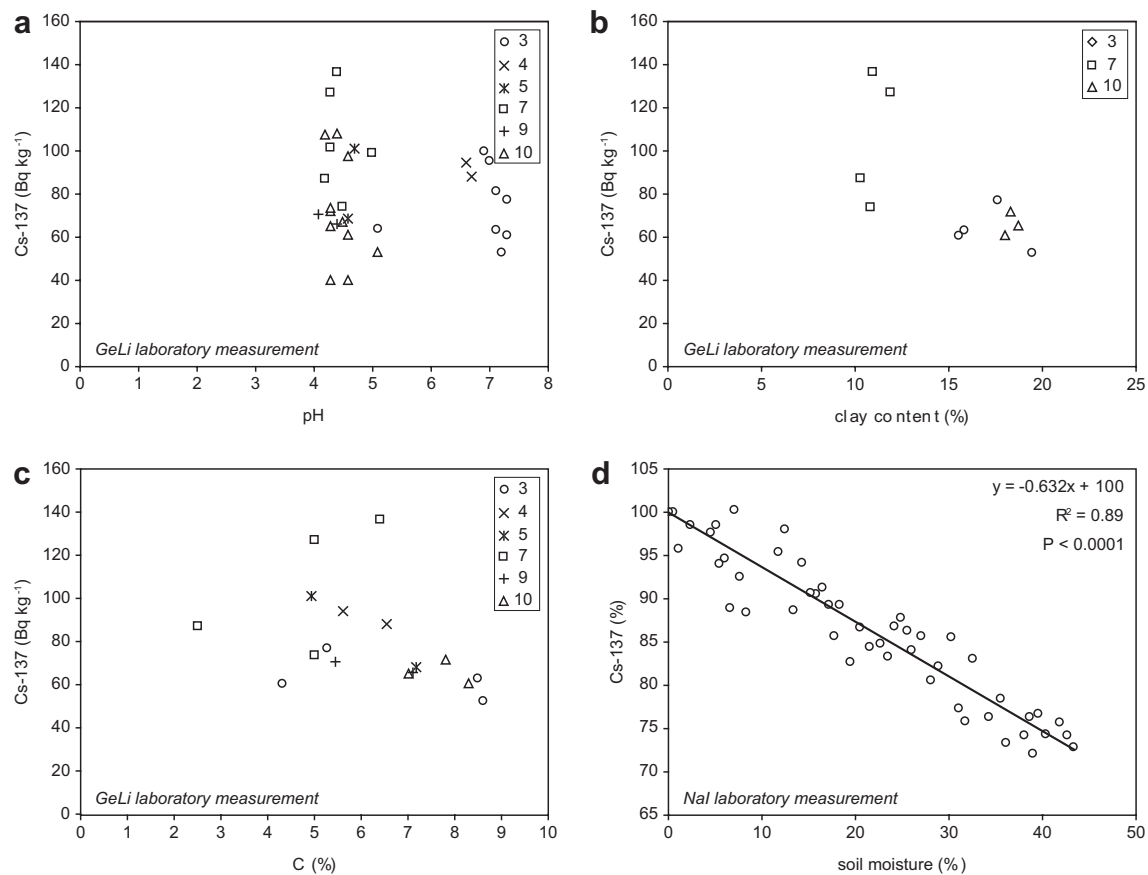 a
160
140
120
100
80
60
40
20
0
Cs-137 (Bq kg⁻¹)
3
4
5
7
9
10
GeLi laboratory measurement
0 1 2 3 4 5 6 7 8
pH
b
160
140
120
100
80
60
40
20
0
Cs-137 (Bq kg⁻¹)
3
7
10
GeLi laboratory measurement
0 5 10 15 20 25
clay content (%)
c
160
140
120
100
80
60
40
20
0
Cs-137 (Bq kg⁻¹)
3
4
5
7
9
10
GeLi laboratory measurement
0 1 2 3 4 5 6 7 8 9 10
C (%)
d
105
100
95
90
85
80
75
70
65
Cs-137 (%)
y = -0.632x + 100
R² = 0.89
P < 0.0001
NaI laboratory measurement
0 10 20 30 40 50
soil moisture (%)